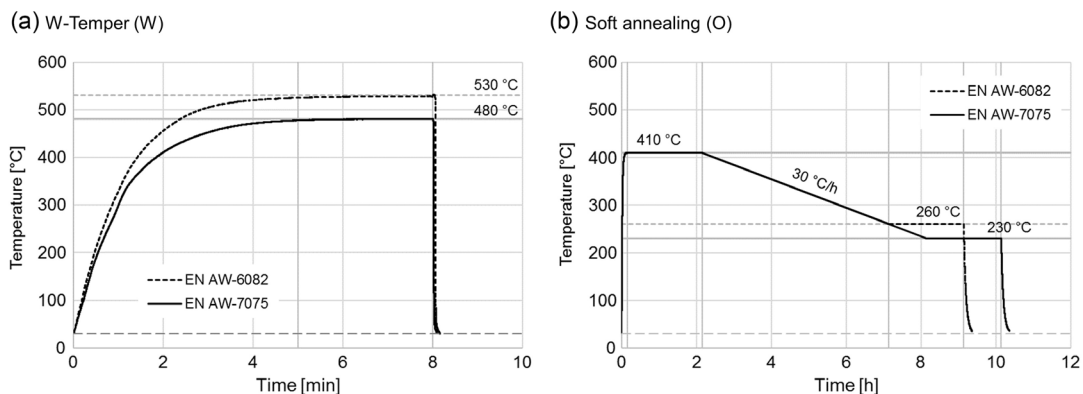 (a) W-Temper (W)
600
500
400
300
200
100
0
Temperature [°C]
530 °C
480 °C
EN AW-6082
EN AW-7075
0 2 4 6 8 10
Time [min]
(b) Soft annealing (O)
600
500
400
300
200
100
0
Temperature [°C]
EN AW-6082
EN AW-7075
410 °C
30 °C/h
260 °C
230 °C
0 2 4 6 8 10 12
Time [h]